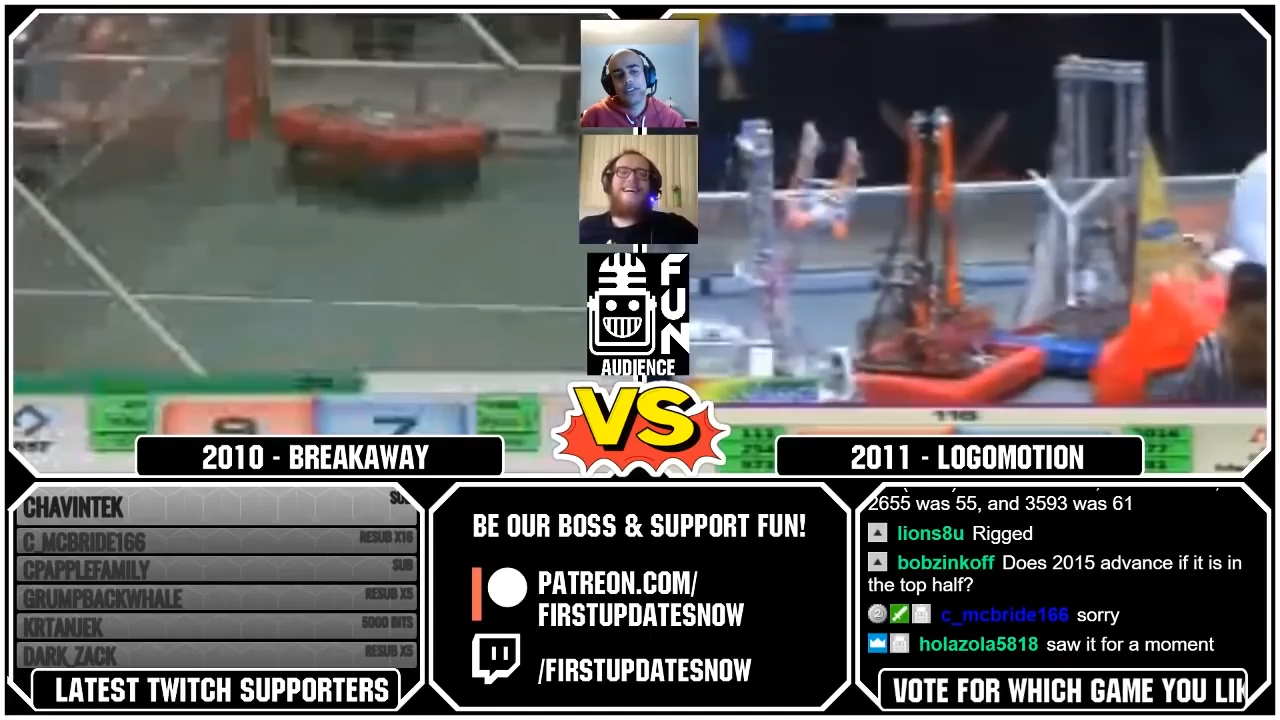 9
7
116
FUN
AUDIENCE
VS
2010 - BREAKAWAY
2011 - LOGOMOTION
CHAVINTEK
C_MCBRIDE166 RESUB X16
CPAPPLEFAMILY SUB
GRUMPBACKWHALE RESUB X5
KRTANJEK 5000 BITS
DARK_ZACK RESUB X5
LATEST TWITCH SUPPORTERS
BE OUR BOSS & SUPPORT FUN!
PATREON.COM/
FIRSTUPDATESNOW
/FIRSTUPDATESNOW
2655 was 55, and 3593 was 61
lions8u Rigged
bobzinkoff Does 2015 advance if it is in
the top half?
c_mcbride166 sorry
holazola5818 saw it for a moment
VOTE FOR WHICH GAME YOU LIK